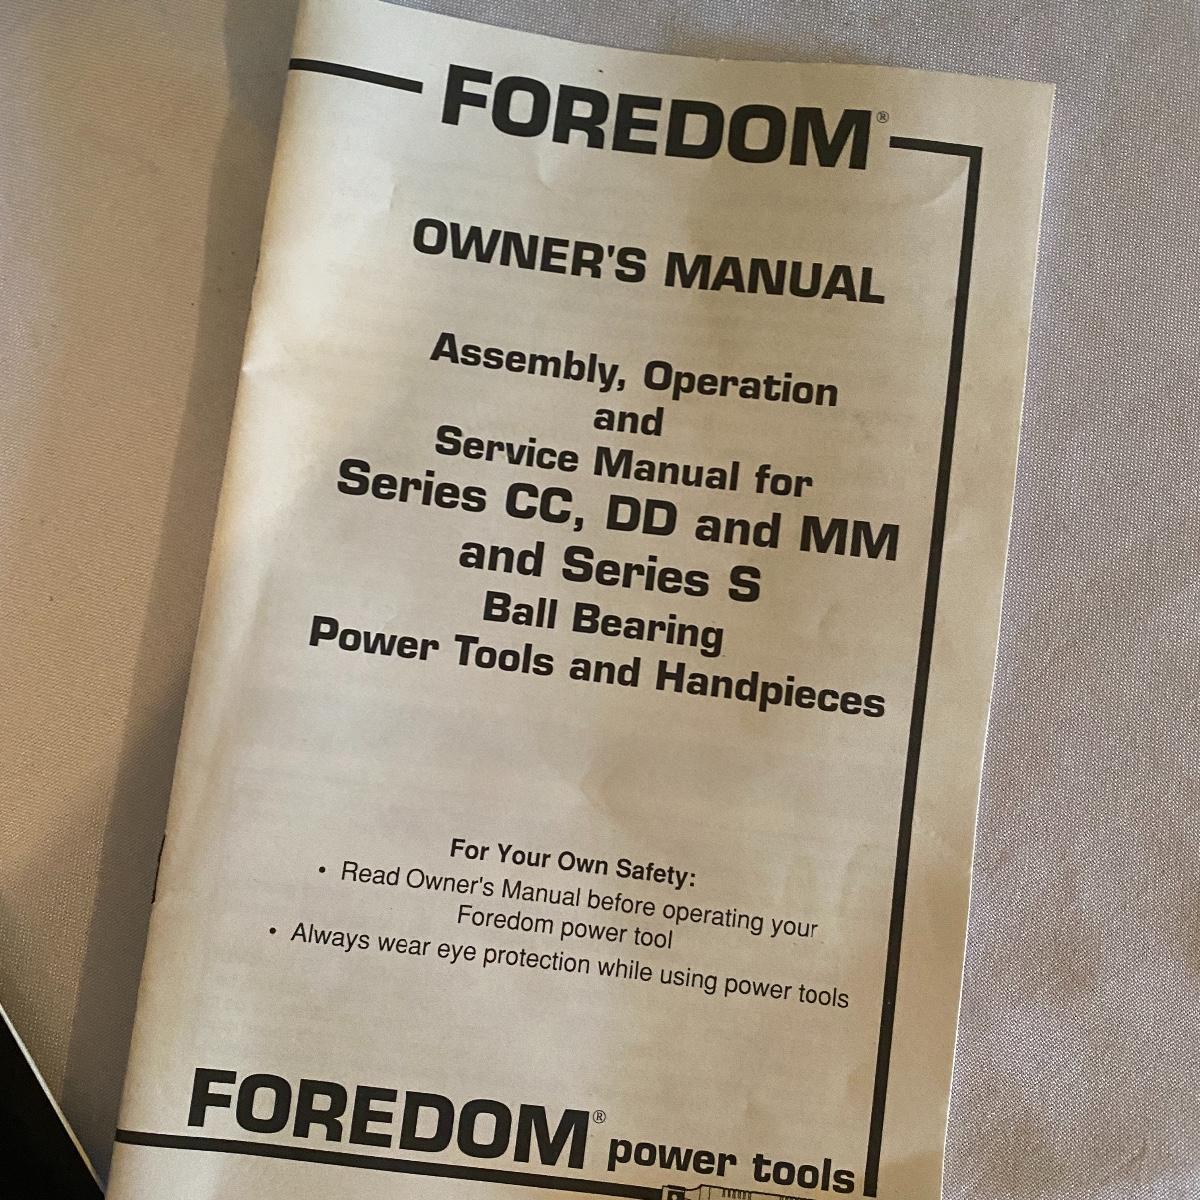 FOREDOM®
OWNER'S MANUAL
Assembly, Operation
and
Service Manual for
Series CC, DD and MM
and Series S
Ball Bearing
Power Tools and Handpieces
For Your Own Safety:
• Read Owner's Manual before operating your
Foredom power tool
• Always wear eye protection while using power tools
FOREDOM® power tools